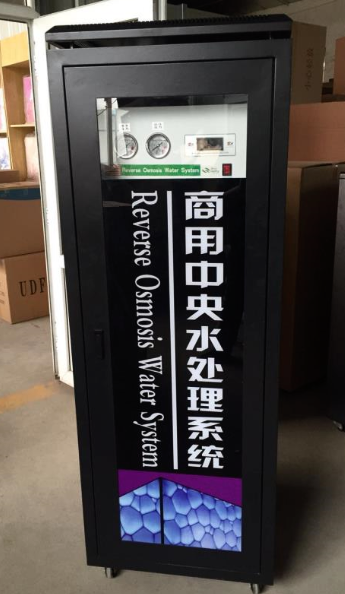 Reverse Osmosis Water System
商用中央水处理系统
Reverse Osmosis Water System
UDF